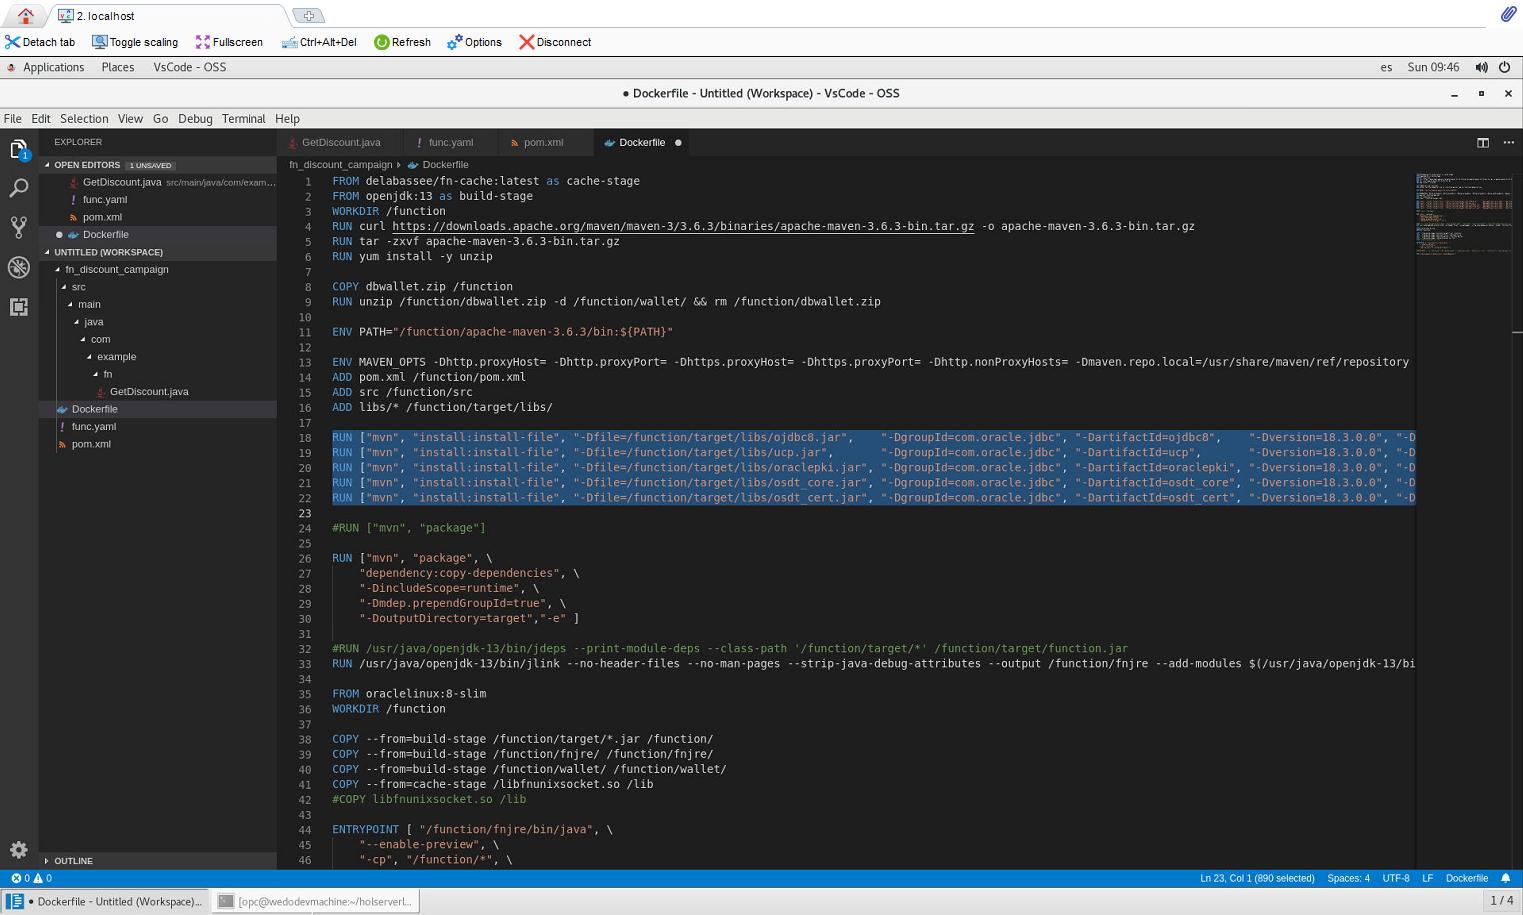 2. localhost
Detach tab Toggle scaling Fullscreen Ctrl+Alt+Del Refresh Options Disconnect
Applications Places VsCode - OSS es Sun 09:46
● Dockerfile - Untitled (Workspace) - VsCode - OSS
File Edit Selection View Go Debug Terminal Help
EXPLORER
1
OPEN EDITORS 1 UNSAVED
GetDiscount.java src/main/java/com/exam...
func.yaml
pom.xml
Dockerfile
UNTITLED (WORKSPACE)
fn_discount_campaign
src
main
java
com
example
fn
GetDiscount.java
Dockerfile
func.yaml
pom.xml
OUTLINE
GetDiscount.java func.yaml pom.xml Dockerfile
fn_discount_campaign Dockerfile
1 FROM delabassee/fn-cache:latest as cache-stage
2 FROM openjdk:13 as build-stage
3 WORKDIR /function
4 RUN curl https://downloads.apache.org/maven/maven-3/3.6.3/binaries/apache-maven-3.6.3-bin.tar.gz -o apache-maven-3.6.3-bin.tar.gz
5 RUN tar -zxvf apache-maven-3.6.3-bin.tar.gz
6 RUN yum install -y unzip
7
8 COPY dbwallet.zip /function
9 RUN unzip /function/dbwallet.zip -d /function/wallet/ && rm /function/dbwallet.zip
10
11 ENV PATH="/function/apache-maven-3.6.3/bin:${PATH}"
12
13 ENV MAVEN_OPTS -Dhttp.proxyHost= -Dhttp.proxyPort= -Dhttps.proxyHost= -Dhttps.proxyPort= -Dhttp.nonProxyHosts= -Dmaven.repo.local=/usr/share/maven/ref/repository
14 ADD pom.xml /function/pom.xml
15 ADD src /function/src
16 ADD libs/* /function/target/libs/
17
18 RUN ["mvn", "install:install-file", "-Dfile=/function/target/libs/ojdbc8.jar", "-DgroupId=com.oracle.jdbc", "-DartifactId=ojdbc8", "-Dversion=18.3.0.0", "-D
19 RUN ["mvn", "install:install-file", "-Dfile=/function/target/libs/ucp.jar", "-DgroupId=com.oracle.jdbc", "-DartifactId=ucp", "-Dversion=18.3.0.0", "-D
20 RUN ["mvn", "install:install-file", "-Dfile=/function/target/libs/oraclepki.jar", "-DgroupId=com.oracle.jdbc", "-DartifactId=oraclepki", "-Dversion=18.3.0.0", "-D
21 RUN ["mvn", "install:install-file", "-Dfile=/function/target/libs/osdt_core.jar", "-DgroupId=com.oracle.jdbc", "-DartifactId=osdt_core", "-Dversion=18.3.0.0", "-D
22 RUN ["mvn", "install:install-file", "-Dfile=/function/target/libs/osdt_cert.jar", "-DgroupId=com.oracle.jdbc", "-DartifactId=osdt_cert", "-Dversion=18.3.0.0", "-D
23
24 #RUN ["mvn", "package"]
25
26 RUN ["mvn", "package", \
27 "dependency:copy-dependencies", \
28 "-DincludeScope=runtime", \
29 "-Dmdep.prependGroupId=true", \
30 "-DoutputDirectory=target","-e" ]
31
32 #RUN /usr/java/openjdk-13/bin/jdeps --print-module-deps --class-path '/function/target/*' /function/target/function.jar
33 RUN /usr/java/openjdk-13/bin/jlink --no-header-files --no-man-pages --strip-java-debug-attributes --output /function/fnjre --add-modules $(/usr/java/openjdk-13/bi
34
35 FROM oraclelinux:8-slim
36 WORKDIR /function
37
38 COPY --from=build-stage /function/target/*.jar /function/
39 COPY --from=build-stage /function/fnjre/ /function/fnjre/
40 COPY --from=build-stage /function/wallet/ /function/wallet/
41 COPY --from=cache-stage /libfnunixsocket.so /lib
42 #COPY libfnunixsocket.so /lib
43
44 ENTRYPOINT [ "/function/fnjre/bin/java", \
45 "--enable-preview", \
46 "-cp", "/function/*", \
0 0 Ln 23, Col 1 (890 selected) Spaces: 4 UTF-8 LF Dockerfile
● Dockerfile - Untitled (Workspace)... [opc@wedodevmachine:~/holserverl... 1 / 4